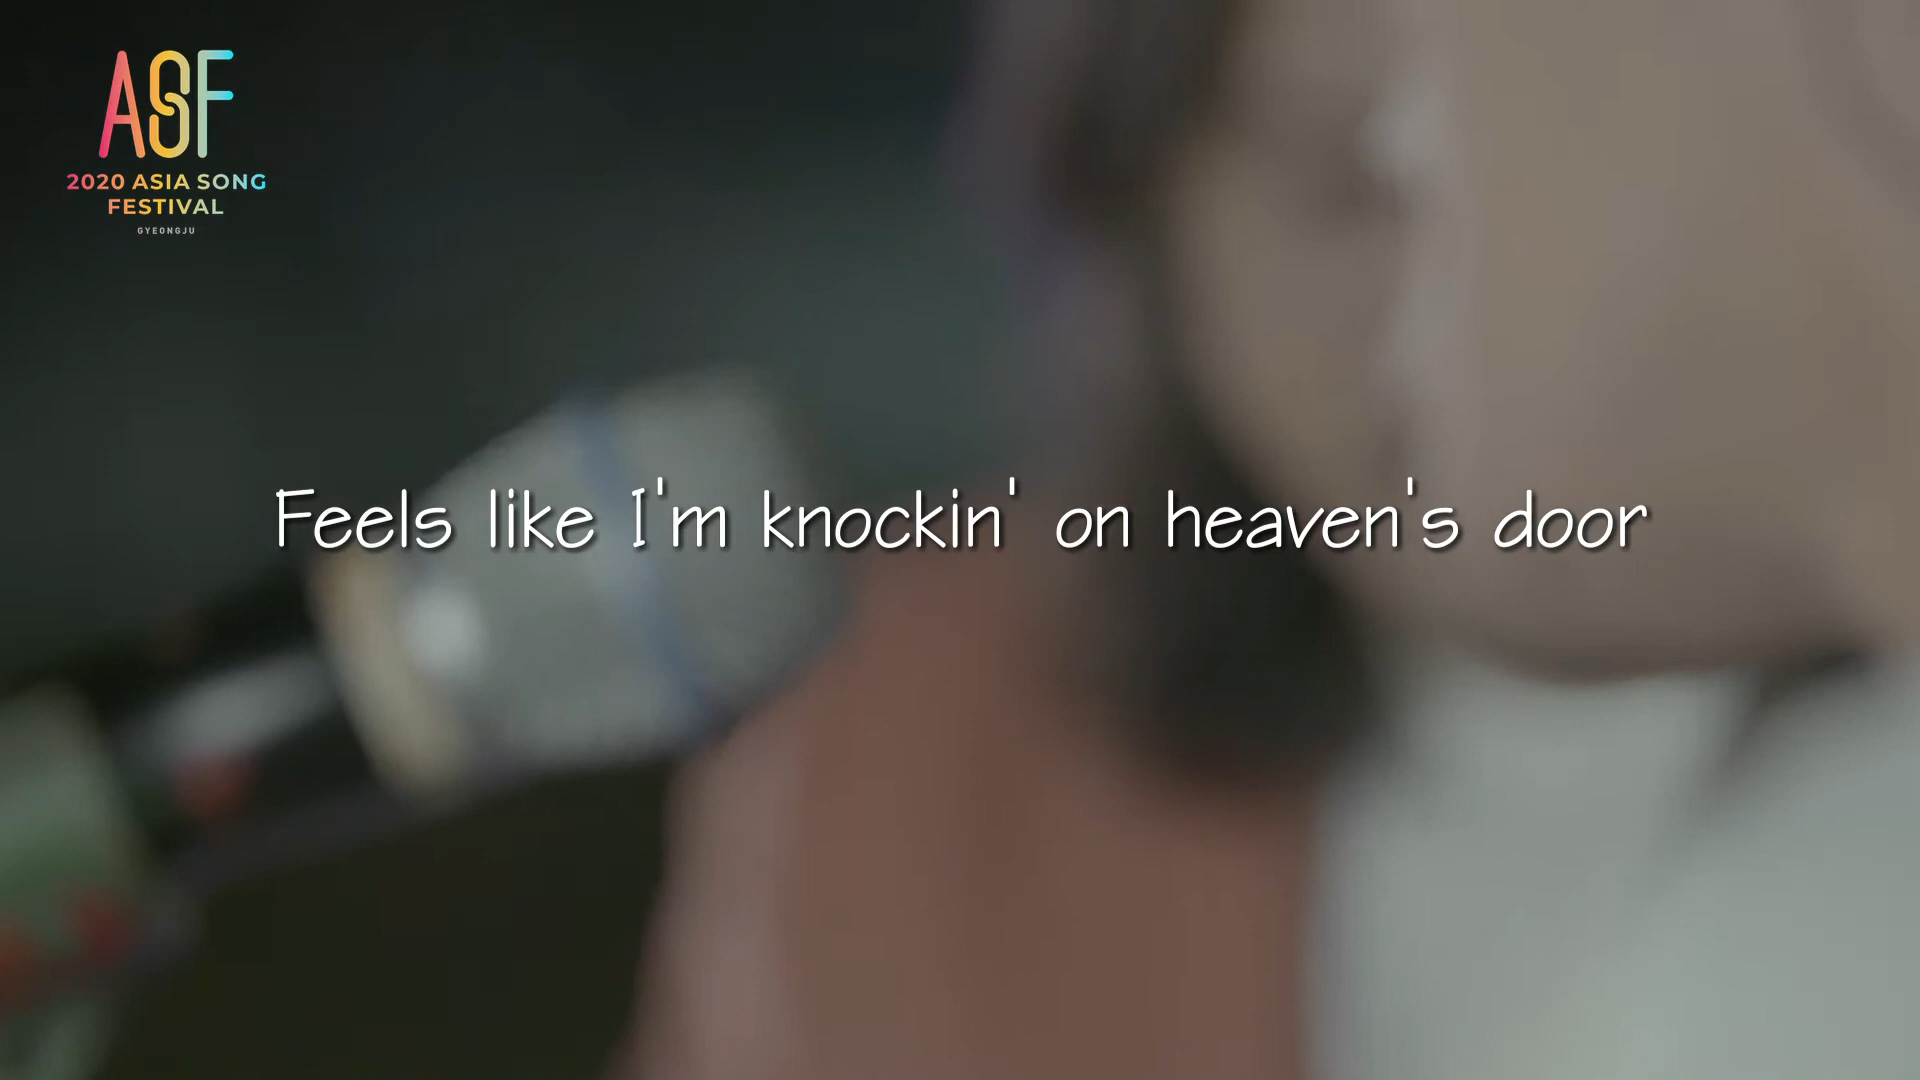 ASF
2020 ASIA SONG
FESTIVAL
GYEONGJU
Feels like I'm knockin' on heaven's door